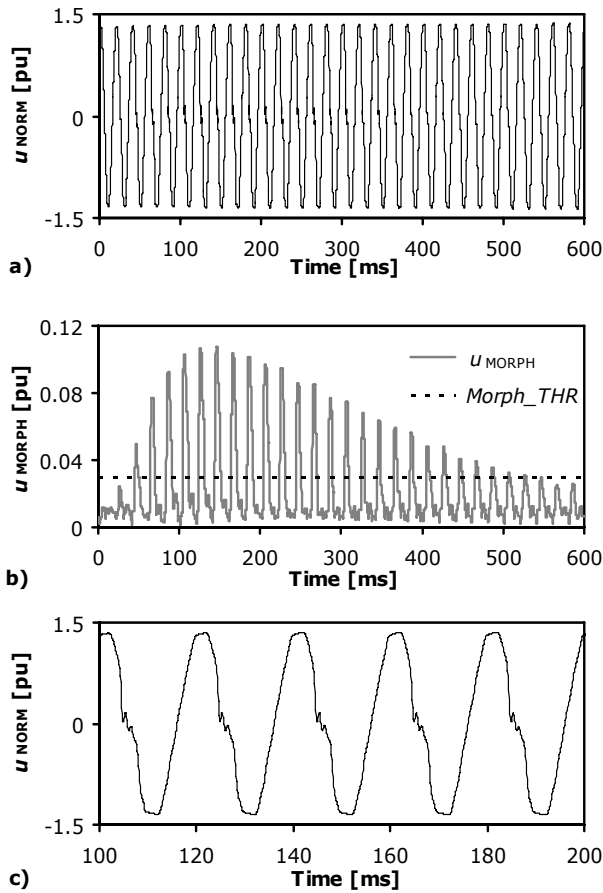 1.5
0
-1.5
u NORM [pu]
0 100 200 300 400 500 600
Time [ms]
a)
0.12
0.08
0.04
0
u MORPH [pu]
u MORPH
Morph_THR
0 100 200 300 400 500 600
Time [ms]
b)
1.5
0
-1.5
u NORM [pu]
100 120 140 160 180 200
Time [ms]
c)